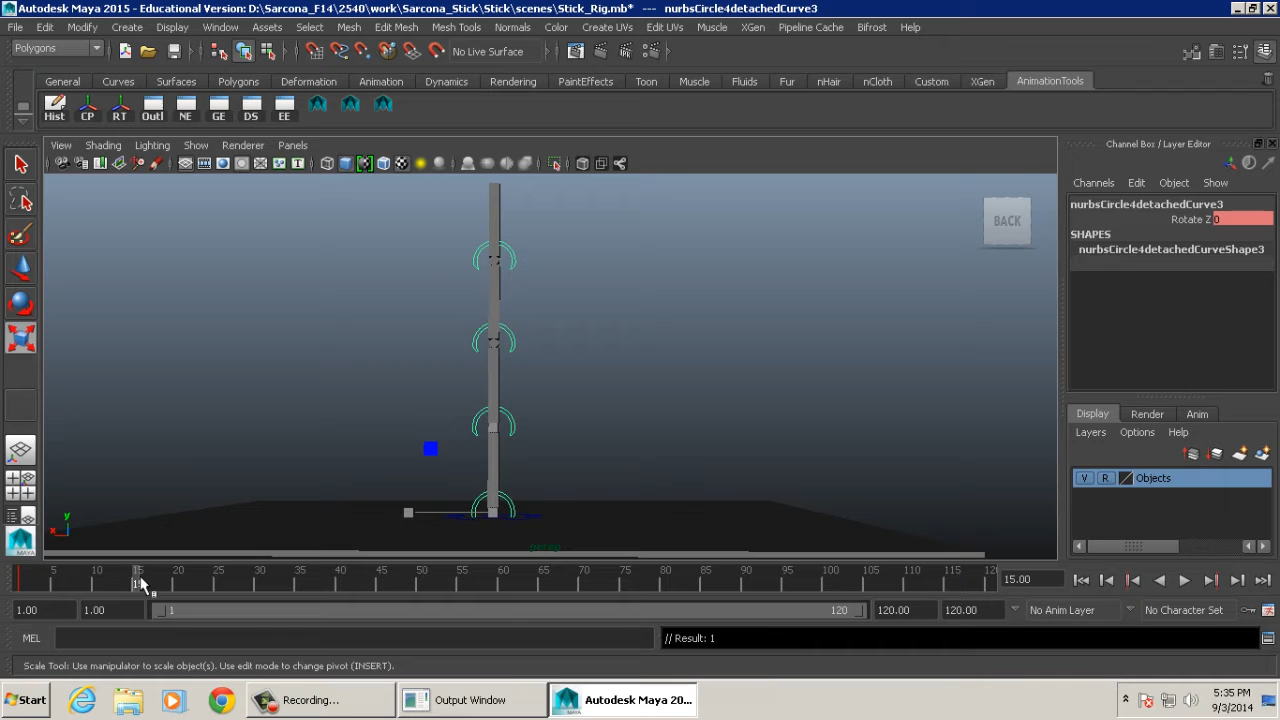 Autodesk Maya 2015 - Educational Version: D:\Sarcona_F14\2540\work\Sarcona_Stick\Stick\scenes\Stick_Rig.mb* --- nurbsCircle4detachedCurve3
File Edit Modify Create Display Window Assets Select Mesh Edit Mesh Mesh Tools Normals Color Create UVs Edit UVs Muscle XGen Pipeline Cache Bifrost Help
Polygons No Live Surface
General Curves Surfaces Polygons Deformation Animation Dynamics Rendering PaintEffects Toon Muscle Fluids Fur nHair nCloth Custom XGen AnimationTools
Hist CP RT Outl NE GE DS EE
View Shading Lighting Show Renderer Panels
Channel Box / Layer Editor
Channels Edit Object Show
nurbsCircle4detachedCurve3
Rotate Z 0
SHAPES
nurbsCircle4detachedCurveShape3
BACK
y
x
persp
Display Render Anim
Layers Options Help
V R Objects
5 10 15 20 25 30 35 40 45 50 55 60 65 70 75 80 85 90 95 100 105 110 115 120 15.00
1.00 1.00 1 120 120.00 120.00 No Anim Layer No Character Set
MEL // Result: 1
Scale Tool: Use manipulator to scale object(s). Use edit mode to change pivot (INSERT).
Start Recording... Output Window Autodesk Maya 20... 5:35 PM
9/3/2014